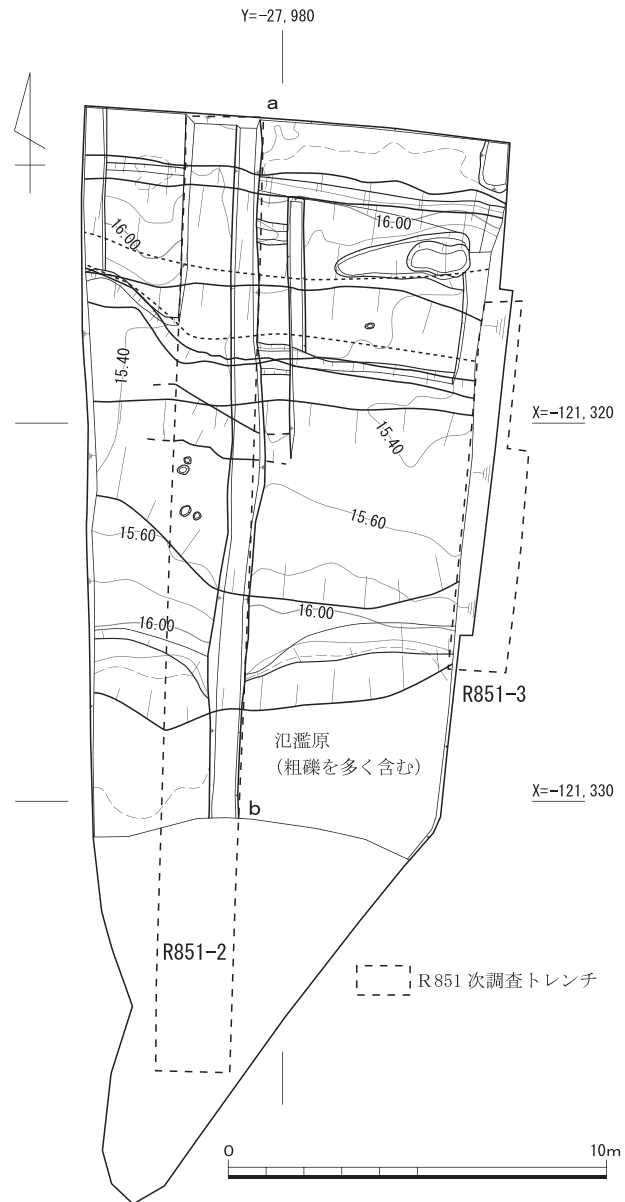 Y=-27,980
a
16.00
16.00
15.40
X=-121,320
15.40
15.60
15.60
16.00
16.00
R851-3
氾濫原
（粗礫を多く含む）
X=-121,330
b
R851-2
R851次調査トレンチ
0
10m